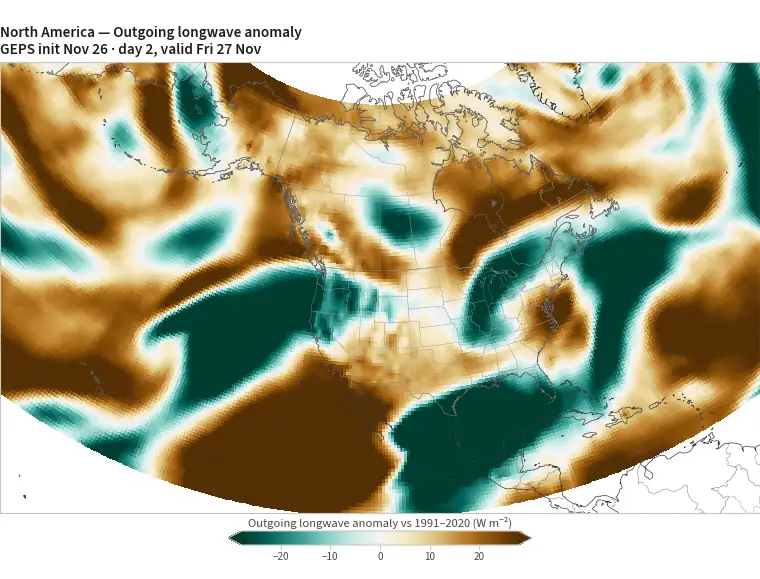 North America — Outgoing longwave anomaly
GEPS init Nov 26 · day 2, valid Fri 27 Nov
Outgoing longwave anomaly vs 1991–2020 (W m⁻²)
−20 −10 0 10 20